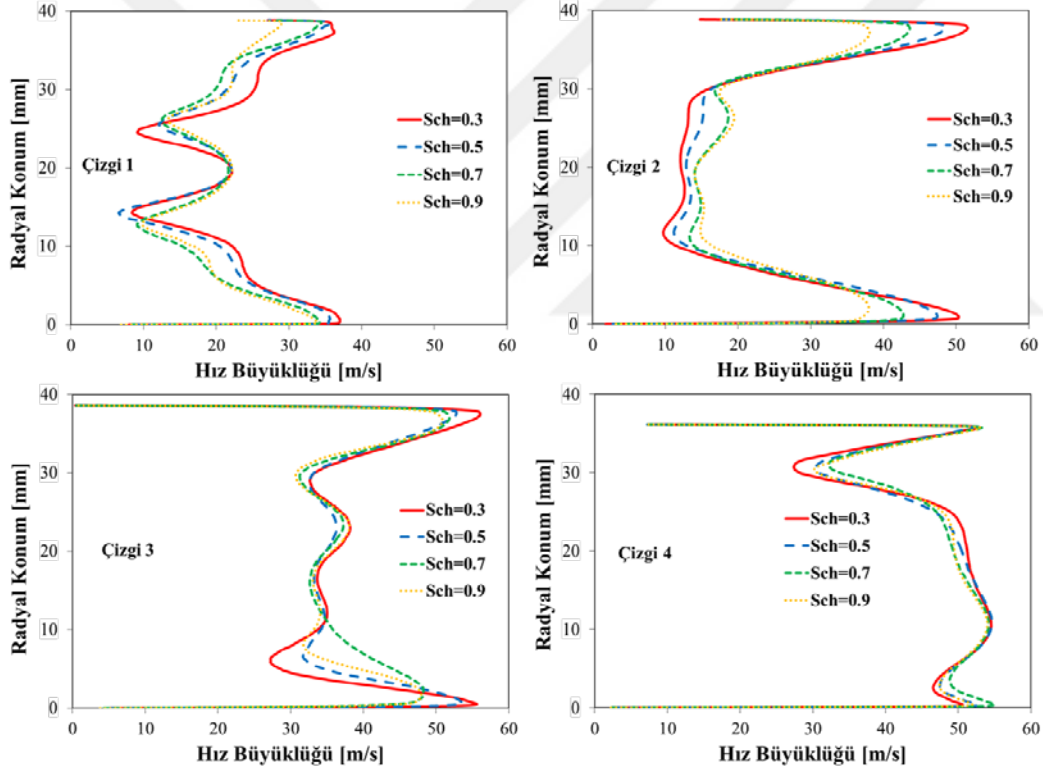 Radyal Konum [mm]
40
30
20
10
0
Çizgi 1
Sch=0.3
Sch=0.5
Sch=0.7
Sch=0.9
0 10 20 30 40 50 60
Hız Büyüklüğü [m/s]
Radyal Konum [mm]
40
30
20
10
0
Çizgi 2
Sch=0.3
Sch=0.5
Sch=0.7
Sch=0.9
0 10 20 30 40 50 60
Hız Büyüklüğü [m/s]
Radyal Konum [mm]
40
30
20
10
0
Çizgi 3
Sch=0.3
Sch=0.5
Sch=0.7
Sch=0.9
0 10 20 30 40 50 60
Hız Büyüklüğü [m/s]
Radyal Konum [mm]
40
30
20
10
0
Çizgi 4
Sch=0.3
Sch=0.5
Sch=0.7
Sch=0.9
0 10 20 30 40 50 60
Hız Büyüklüğü [m/s]